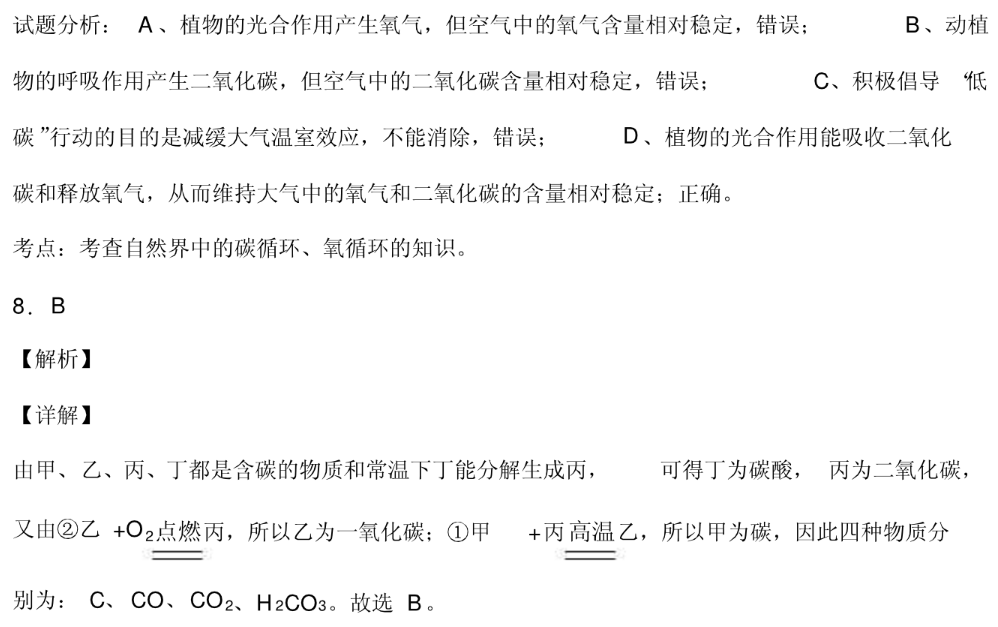 试题分析： A、植物的光合作用产生氧气，但空气中的氧气含量相对稳定，错误； B、动植
物的呼吸作用产生二氧化碳，但空气中的二氧化碳含量相对稳定，错误； C、积极倡导 “低
碳 ”行动的目的是减缓大气温室效应，不能消除，错误； D、植物的光合作用能吸收二氧化
碳和释放氧气，从而维持大气中的氧气和二氧化碳的含量相对稳定；正确。
考点：考查自然界中的碳循环、氧循环的知识。
8．B
【解析】
【详解】
由甲、乙、丙、丁都是含碳的物质和常温下丁能分解生成丙， 可得丁为碳酸， 丙为二氧化碳，
又由②乙 +O2点燃丙，所以乙为一氧化碳；①甲 +丙高温乙，所以甲为碳，因此四种物质分
别为： C、CO、CO2、H2CO3。故选 B。